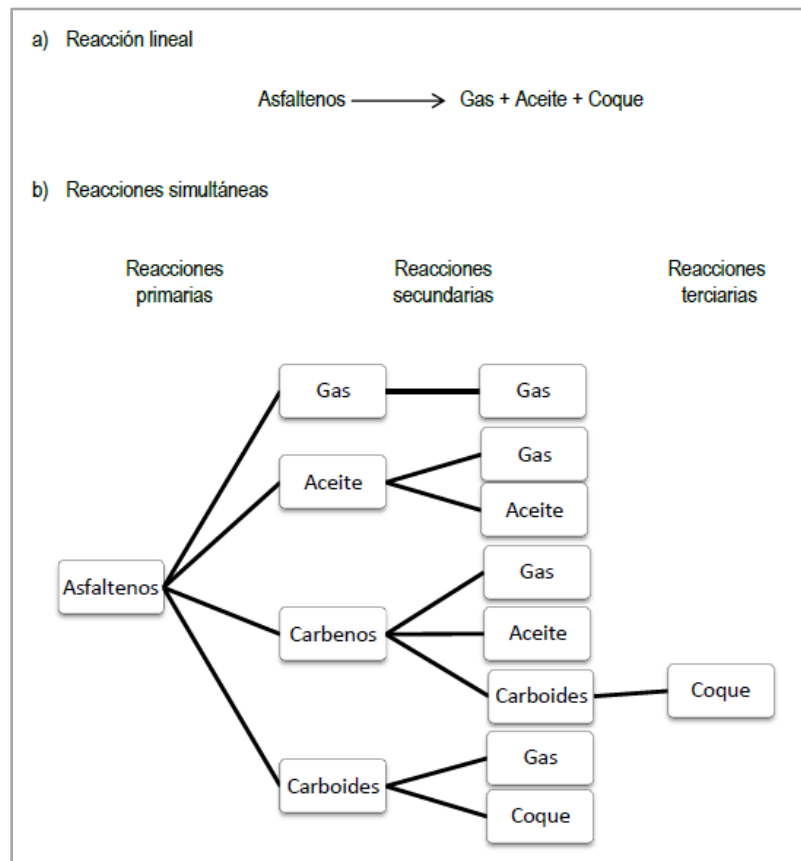 a) Reacción lineal
Asfaltenos → Gas + Aceite + Coque
b) Reacciones simultáneas
Reacciones primarias
Reacciones secundarias
Reacciones terciarias
Gas
Gas
Gas
Aceite
Aceite
Asfaltenos
Gas
Carbenos
Aceite
Carboides
Coque
Gas
Carboides
Coque